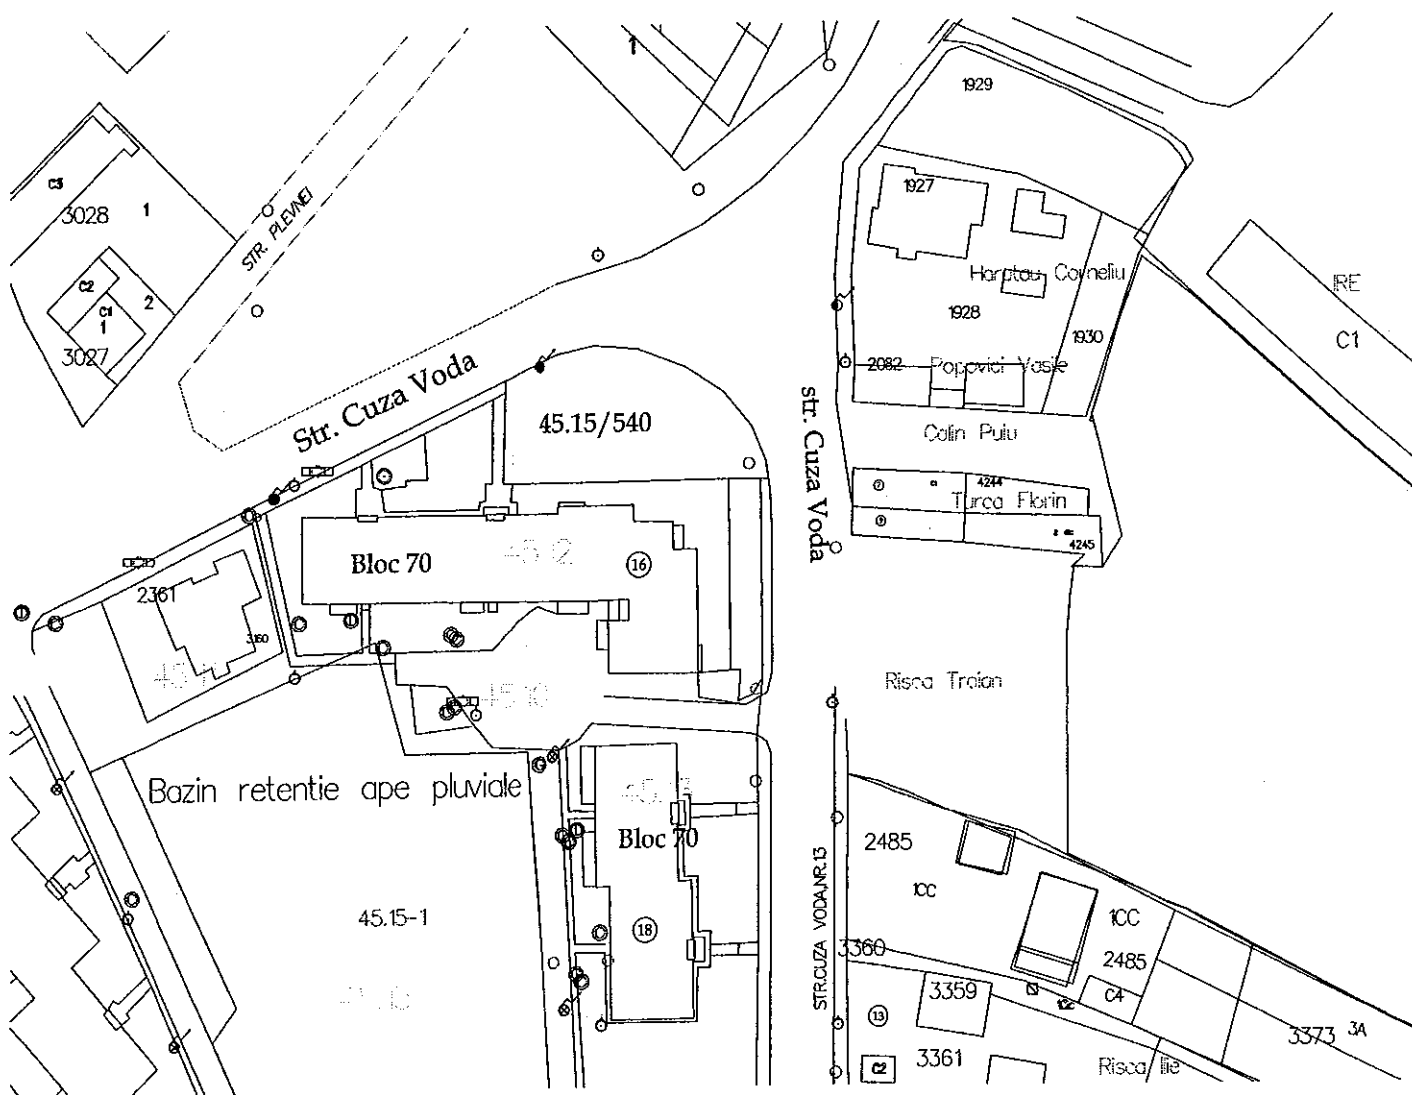 1
1929
C3
3028
1
STR. PLEVNEI
1927
C2
2
C1
1
3027
Haratau Corneliu
IRE
1928
C1
1930
Str. Cuza Voda
2082
Popovici Vasile
45.15/540
str. Cuza Voda
Calin Puiu
4244
Turca Florin
4245
Bloc 70
16
2361
3160
45.10
Risca Traian
Bazin retentie ape pluviale
Bloc 70
2485
STR.CUZA VODA,NR.13
1CC
1CC
45.15-1
18
3360
2485
3359
C4
13
3373
3A
3361
C2
Risca Ilie